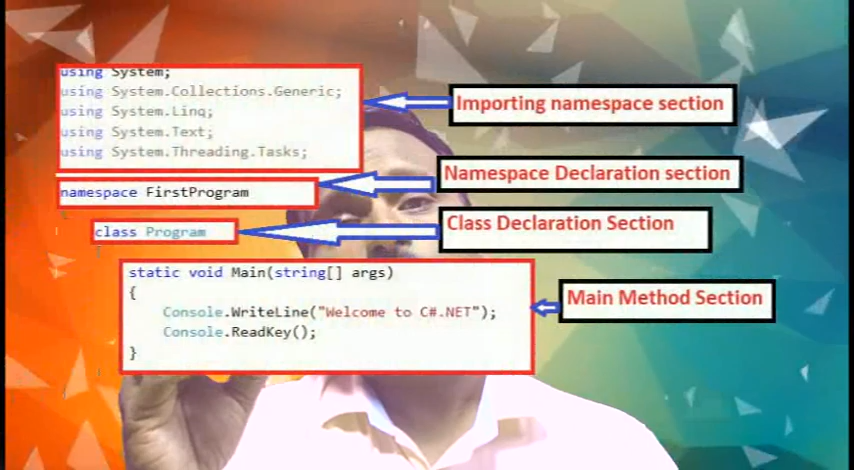 using System;
using System.Collections.Generic;
using System.Linq;
using System.Text;
using System.Threading.Tasks;
Importing namespace section
namespace FirstProgram
Namespace Declaration section
class Program
Class Declaration Section
static void Main(string[] args)
{
Console.WriteLine("Welcome to C#.NET");
Console.ReadKey();
}
Main Method Section